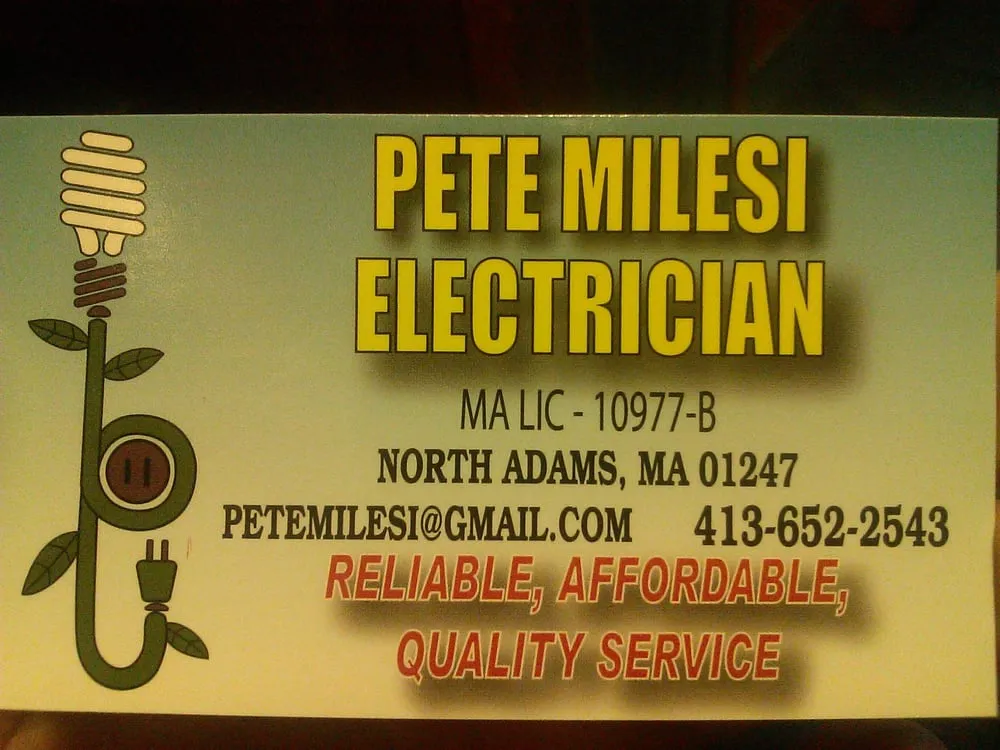 PETE MILESI
ELECTRICIAN
MA LIC - 10977-B
NORTH ADAMS, MA 01247
PETEMILESI@GMAIL.COM 413-652-2543
RELIABLE, AFFORDABLE,
QUALITY SERVICE